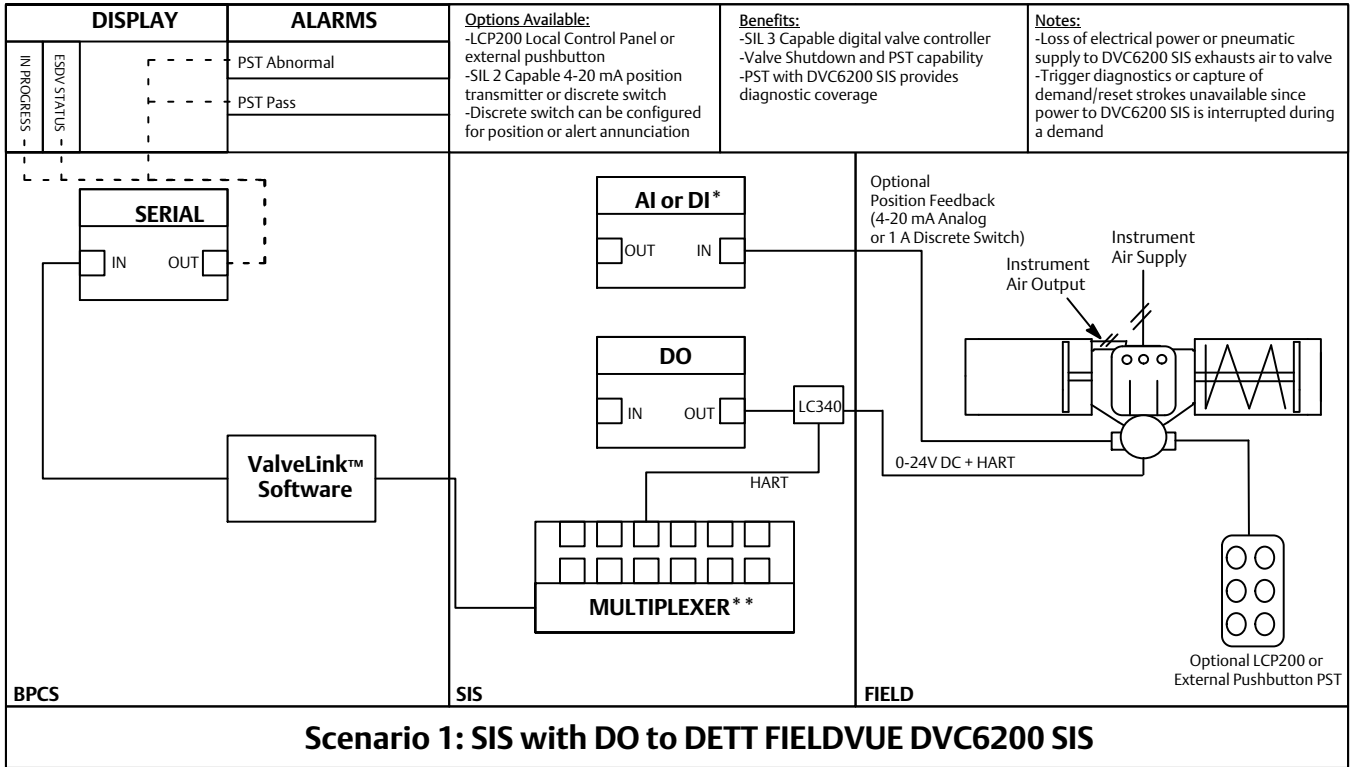 DISPLAY
ALARMS
IN PROGRESS
ESDV STATUS
PST Abnormal
PST Pass
Options Available:
-LCP200 Local Control Panel or
external pushbutton
-SIL 2 Capable 4-20 mA position
transmitter or discrete switch
-Discrete switch can be configured
for position or alert annunciation
Benefits:
-SIL 3 Capable digital valve controller
-Valve Shutdown and PST capability
-PST with DVC6200 SIS provides
diagnostic coverage
Notes:
-Loss of electrical power or pneumatic
supply to DVC6200 SIS exhausts air to valve
-Trigger diagnostics or capture of
demand/reset strokes unavailable since
power to DVC6200 SIS is interrupted during
a demand
SERIAL
IN OUT
ValveLink™
Software
BPCS
AI or DI*
OUT IN
DO
IN OUT
LC340
HART
MULTIPLEXER**
SIS
Optional
Position Feedback
(4-20 mA Analog
or 1 A Discrete Switch)
Instrument
Air Supply
Instrument
Air Output
0-24V DC + HART
Optional LCP200 or
External Pushbutton PST
FIELD
Scenario 1: SIS with DO to DETT FIELDVUE DVC6200 SIS